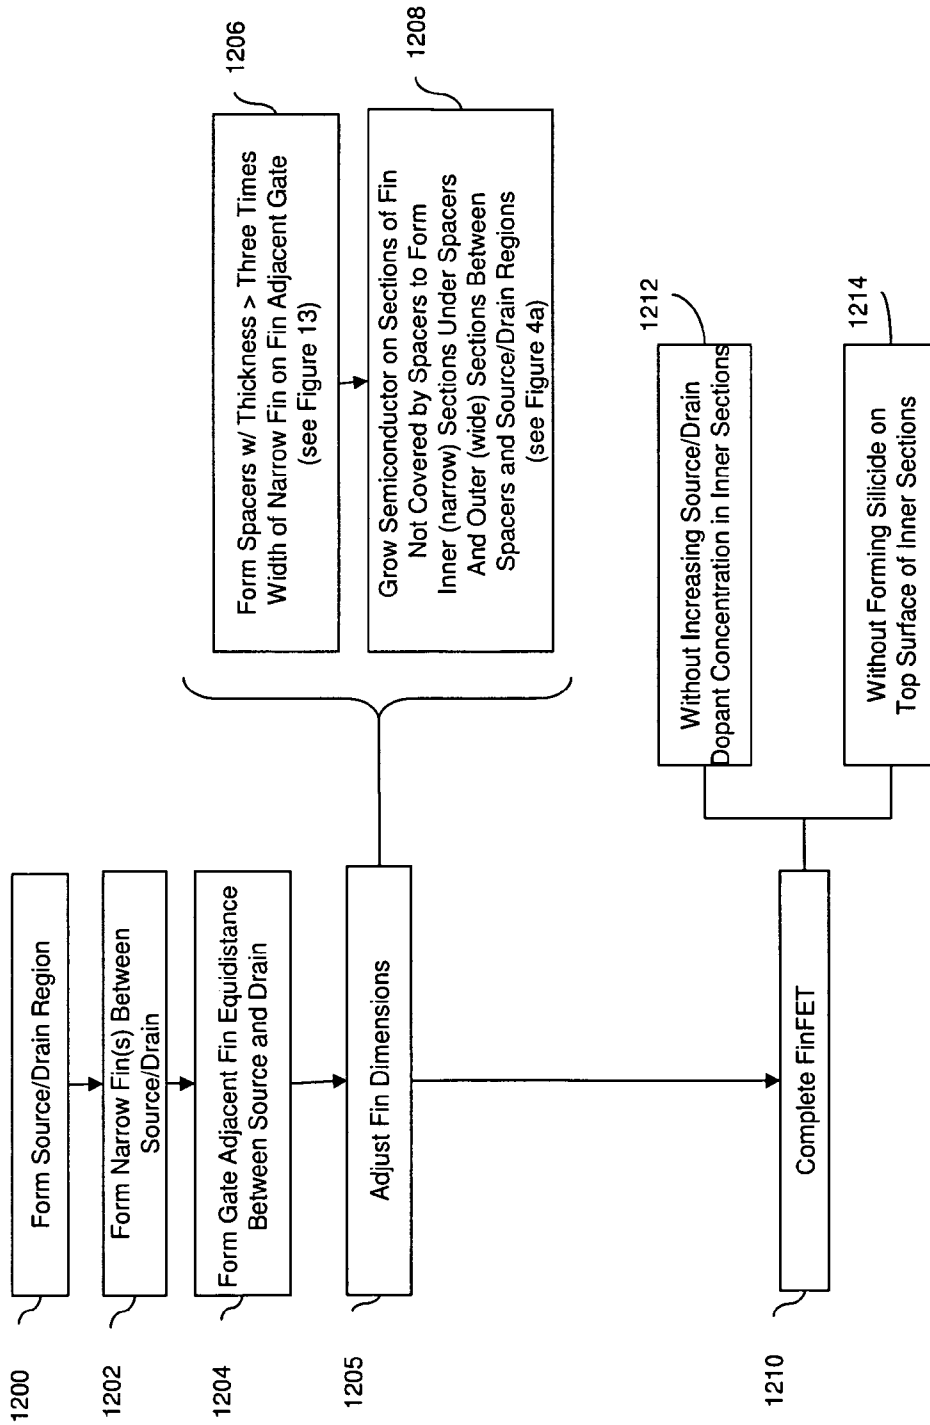 1200
Form Source/Drain Region
1202
Form Narrow Fin(s) Between
Source/Drain
1204
Form Gate Adjacent Fin Equidistance
Between Source and Drain
1205
Adjust Fin Dimensions
1206
Form Spacers w/ Thickness > Three Times
Width of Narrow Fin on Fin Adjacent Gate
(see Figure 13)
1208
Grow Semiconductor on Sections of Fin
Not Covered by Spacers to Form
Inner (narrow) Sections Under Spacers
And Outer (wide) Sections Between
Spacers and Source/Drain Regions
(see Figure 4a)
1210
Complete FinFET
1212
Without Increasing Source/Drain
Dopant Concentration in Inner Sections
1214
Without Forming Silicide on
Top Surface of Inner Sections